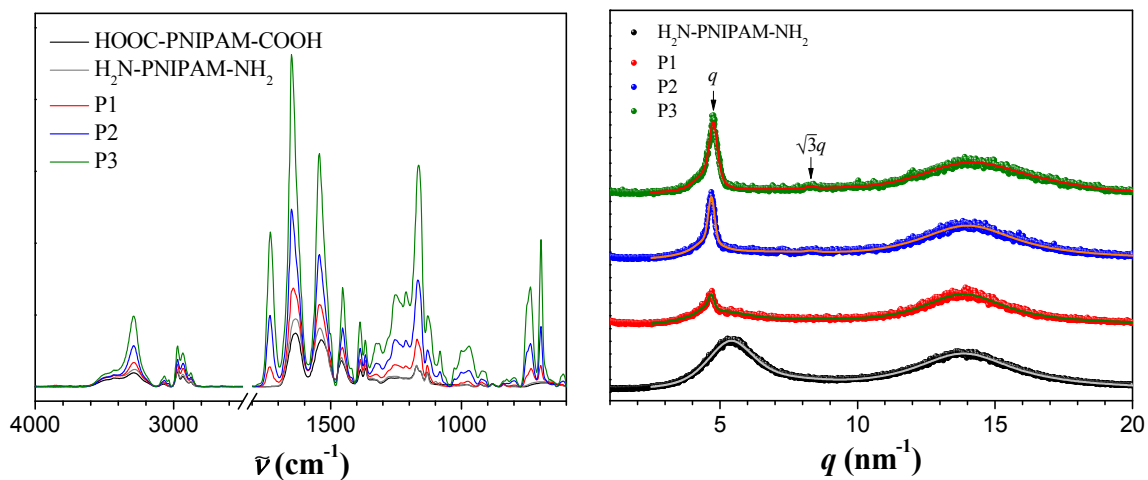 HOOC-PNIPAM-COOH
H₂N-PNIPAM-NH₂
P1
P2
P3
4000 3000 1500 1000
ṽ (cm⁻¹)
H₂N-PNIPAM-NH₂
P1
P2
P3
q
√3q
5 10 15 20
q (nm⁻¹)